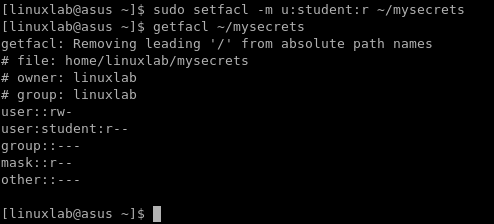 [linuxlab@asus ~]$ sudo setfacl -m u:student:r ~/mysecrets
[linuxlab@asus ~]$ getfacl ~/mysecrets
getfacl: Removing leading '/' from absolute path names
# file: home/linuxlab/mysecrets
# owner: linuxlab
# group: linuxlab
user::rw-
user:student:r--
group::---
mask::r--
other::---
[linuxlab@asus ~]$